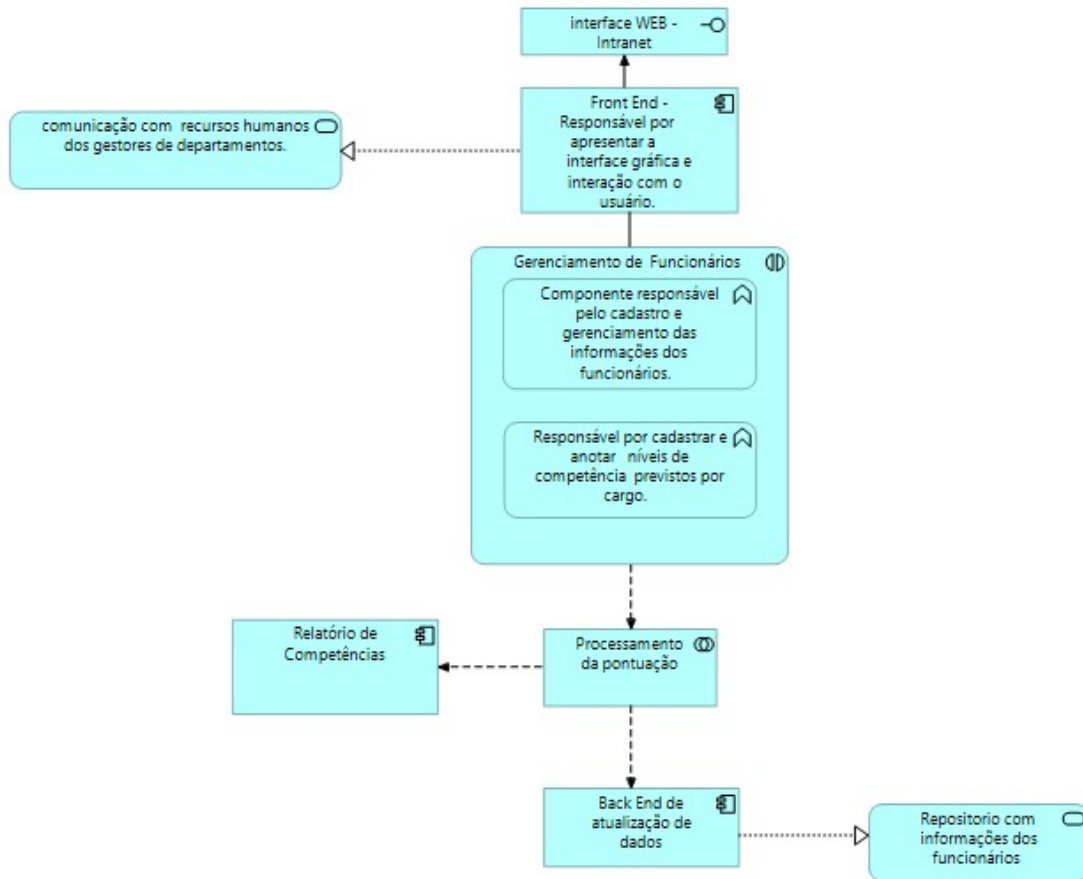 interface WEB -
Intranet
Front End -
Responsável por
apresentar a
interface gráfica e
interação com o
usuário.
comunicação com recursos humanos
dos gestores de departamentos.
Gerenciamento de Funcionários
Componente responsável
pelo cadastro e
gerenciamento das
informações dos
funcionários.
Responsável por cadastrar e
anotar níveis de
competência previstos por
cargo.
Relatório de
Competências
Processamento
da pontuação
Back End de
atualização de
dados
Repositorio com
informações dos
funcionários